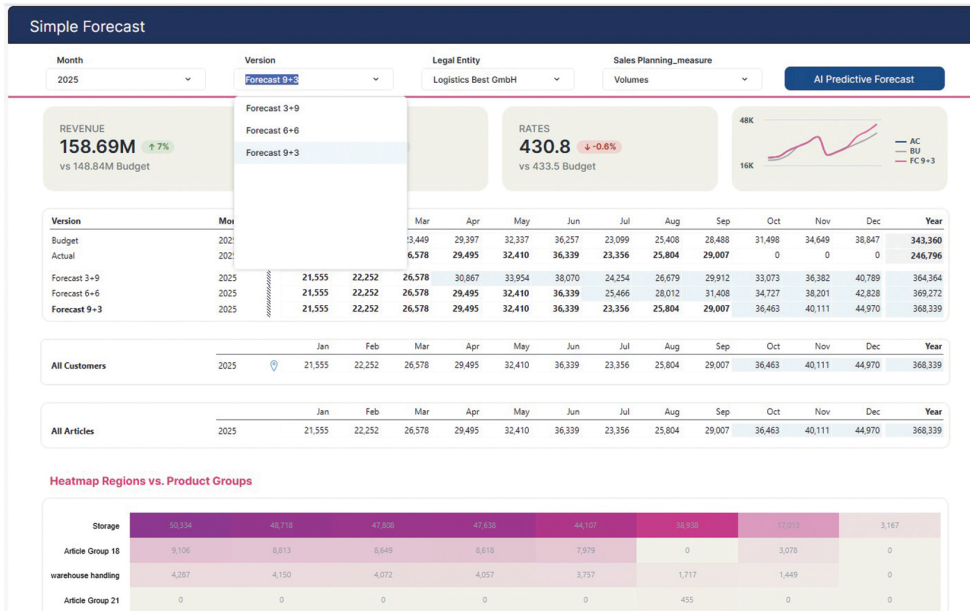 Simple Forecast
Month Version Legal Entity Sales Planning_measure
2025 Forecast 9+3 Logistics Best GmbH Volumes AI Predictive Forecast
Forecast 3+9
Forecast 6+6
Forecast 9+3
REVENUE
158.69M ↑ 7%
vs 148.84M Budget
RATES
430.8 ↓-0.6%
vs 433.5 Budget
48K
16K
AC
BU
FC 9+3
Version Mar Apr May Jun Jul Aug Sep Oct Nov Dec Year
Budget 29,397 32,337 36,257 23,099 25,408 28,488 31,498 34,649 38,847 343,360
Actual 29,495 32,410 36,339 23,356 25,804 29,007 0 0 0 246,796
Forecast 3+9 2025 21,555 22,252 26,578 30,867 33,954 38,070 24,254 26,679 29,912 33,073 36,382 40,789 364,364
Forecast 6+6 2025 21,555 22,252 26,578 29,495 32,410 36,339 25,466 28,012 31,408 34,727 38,201 42,828 369,272
Forecast 9+3 2025 21,555 22,252 26,578 29,495 32,410 36,339 23,356 25,804 29,007 36,463 40,111 44,970 368,339
Jan Feb Mar Apr May Jun Jul Aug Sep Oct Nov Dec Year
All Customers 2025 21,555 22,252 26,578 29,495 32,410 36,339 23,356 25,804 29,007 36,463 40,111 44,970 368,339
Jan Feb Mar Apr May Jun Jul Aug Sep Oct Nov Dec Year
All Articles 2025 21,555 22,252 26,578 29,495 32,410 36,339 23,356 25,804 29,007 36,463 40,111 44,970 368,339
Heatmap Regions vs. Product Groups
Storage 50,334 48,718 47,808 47,638 44,107 38,938 3,167
Article Group 18 9,106 8,813 8,649 8,618 7,979 0 3,078 0
warehouse handling 4,287 4,150 4,072 4,057 3,757 1,717 1,449 0
Article Group 21 0 0 0 0 0 455 0 0